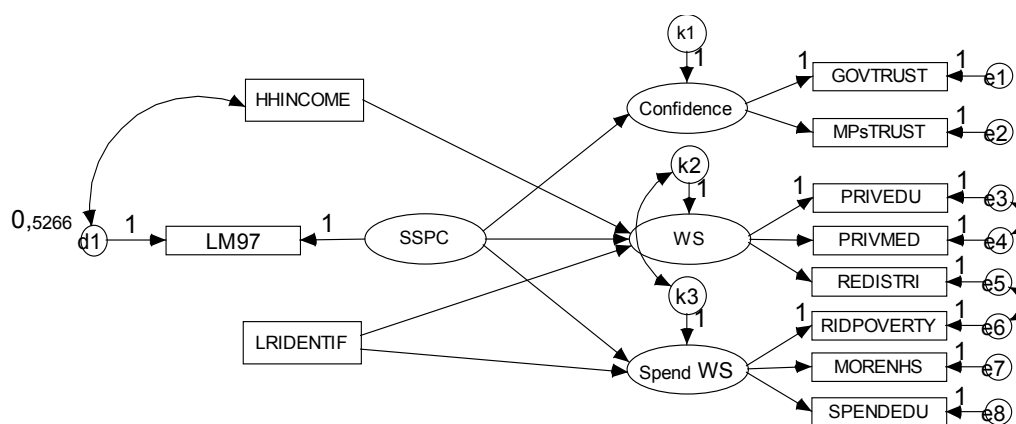 k1
1
1
1
GOVTRUST
e1
HHINCOME
Confidence
MPsTRUST
1
e2
k2
1
1
1
PRIVEDU
e3
0,5266
d1
1
LM97
1
SSPC
WS
PRIVMED
1
e4
REDISTRI
1
e5
k3
1
1
1
RIDPOVERTY
e6
LRIDENTIF
Spend WS
MORENHS
1
e7
SPENDEDU
1
e8